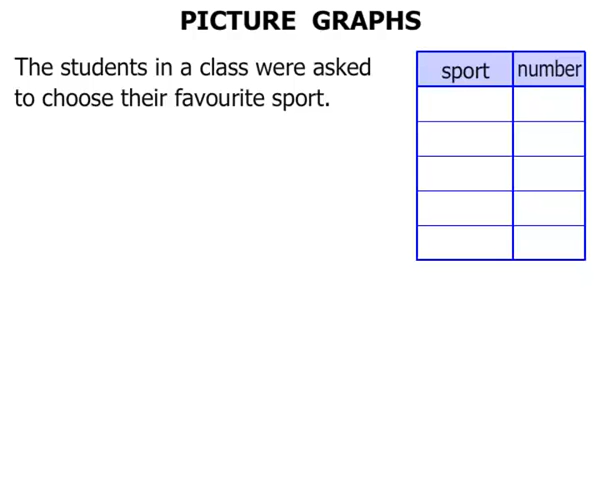 PICTURE GRAPHS
The students in a class were asked
to choose their favourite sport.
sport number